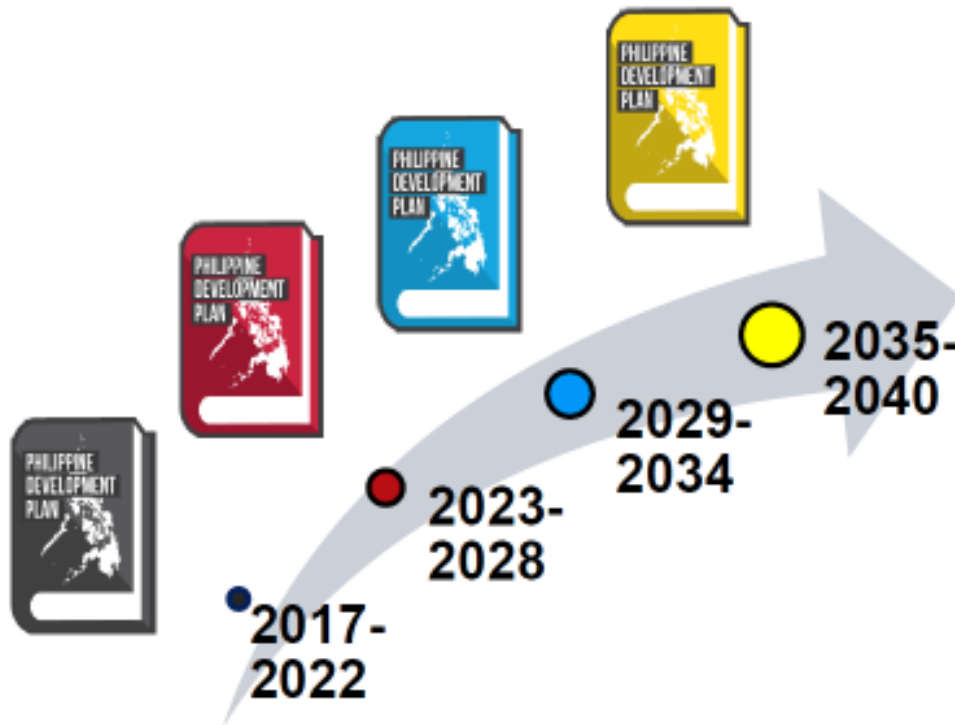 PHILIPPINE
DEVELOPMENT
PLAN
PHILIPPINE
DEVELOPMENT
PLAN
PHILIPPINE
DEVELOPMENT
PLAN
PHILIPPINE
DEVELOPMENT
PLAN
2035-
2040
2029-
2034
2023-
2028
2017-
2022